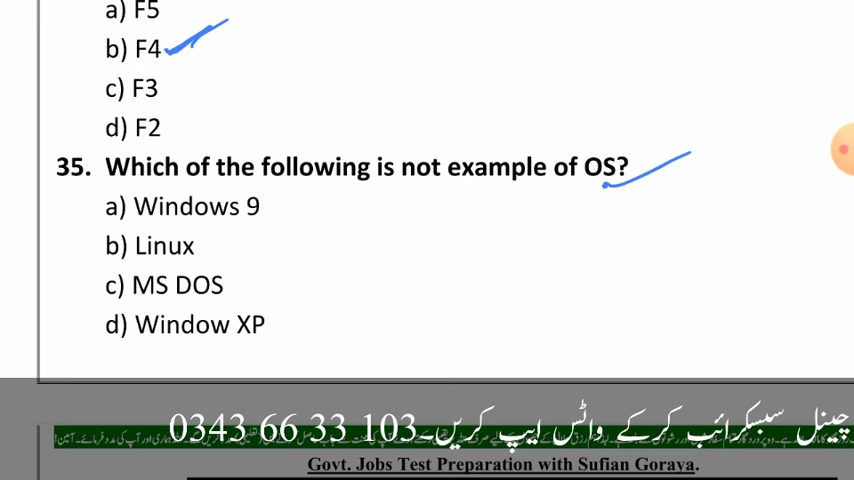 a) F5
b) F4
c) F3
d) F2
35. Which of the following is not example of OS?
a) Windows 9
b) Linux
c) MS DOS
d) Window XP
چینل سبسکرائب کرکے واٹس ایپ کریں۔0343 66 33 103
Govt. Jobs Test Preparation with Sufian Goraya.